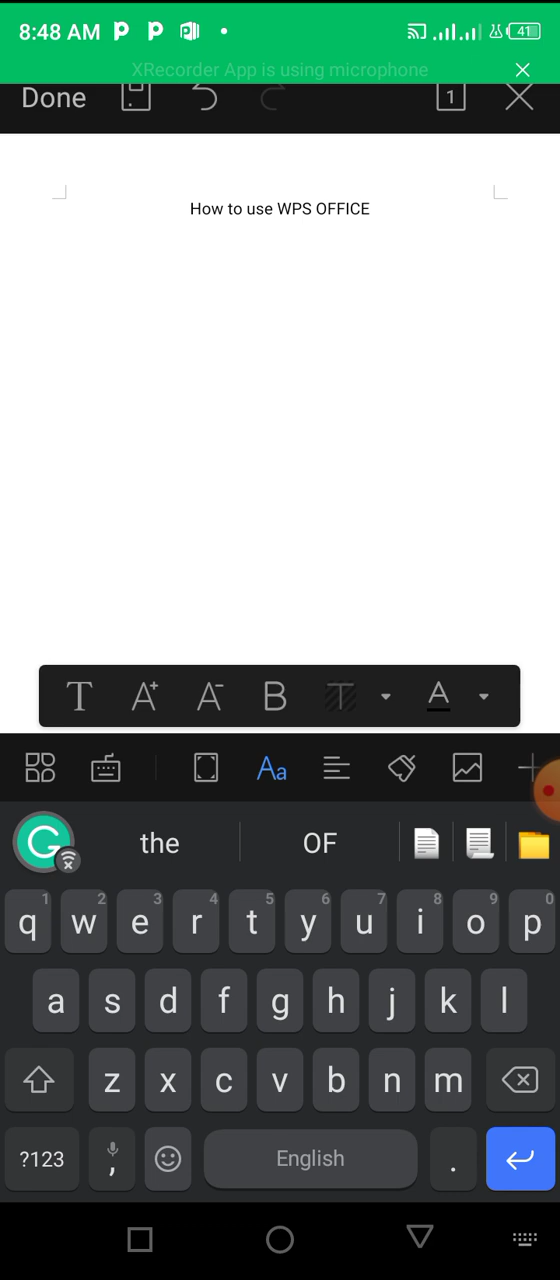 8:48 AM
41
XRecorder App is using microphone
Done
1
How to use WPS OFFICE
T A+ A- B T A
Aa
the OF
1 2 3 4 5 6 7 8 9 0
q w e r t y u i o p
a s d f g h j k l
z x c v b n m
?123 , English .